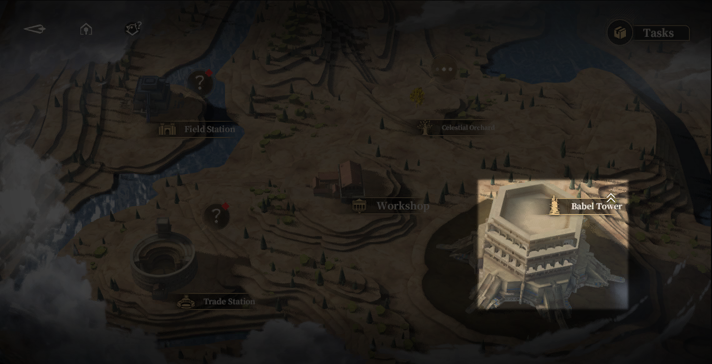 Tasks
?
Field Station
Celestial Orchard
Workshop
Babel Tower
?
Trade Station